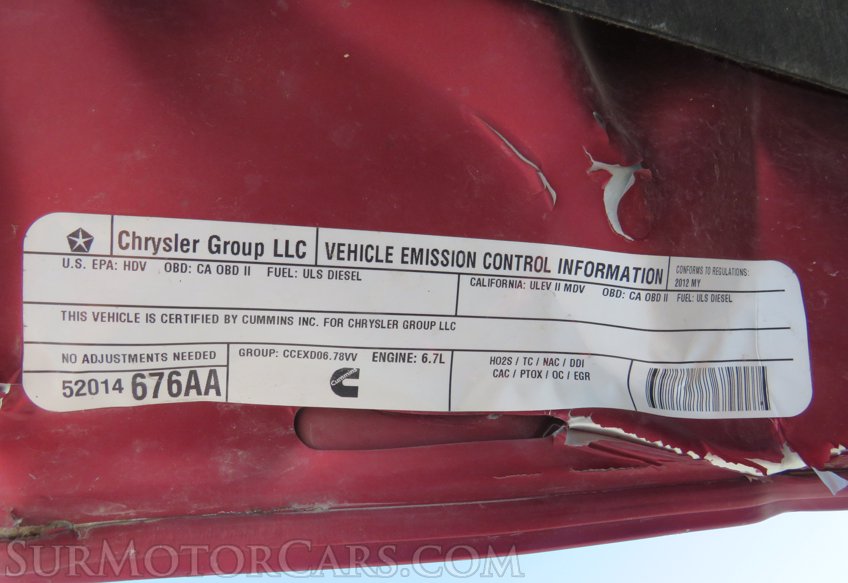 Chrysler Group LLC
VEHICLE EMISSION CONTROL INFORMATION
CONFORMS TO REGULATIONS:
2012 MY
U.S. EPA: HDV OBD: CA OBD II FUEL: ULS DIESEL
CALIFORNIA: ULEV II MDV OBD: CA OBD II FUEL: ULS DIESEL
THIS VEHICLE IS CERTIFIED BY CUMMINS INC. FOR CHRYSLER GROUP LLC
NO ADJUSTMENTS NEEDED
52014 676AA
GROUP: CCEXD06.78VV ENGINE: 6.7L
Cummins
HO2S / TC / NAC / DDI
CAC / PTOX / OC / EGR
SURMOTORCARS.COM